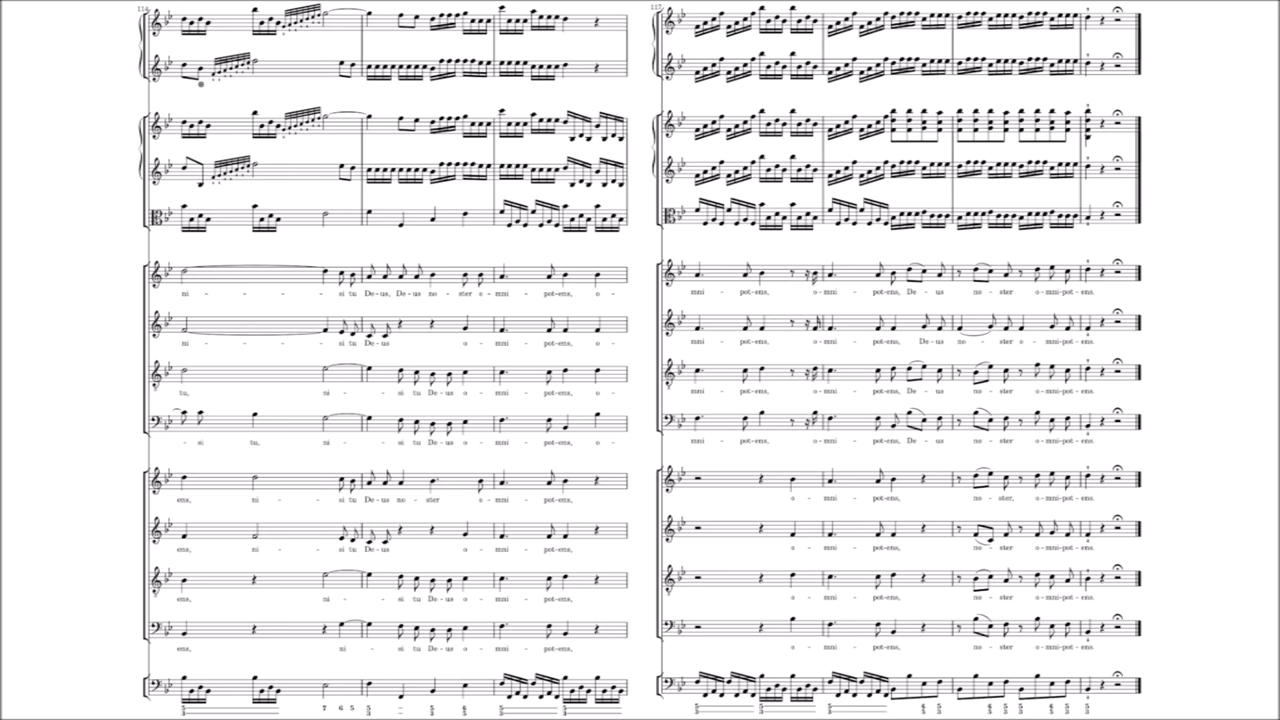 114
ni - si tu De-us, De-us no-ster o-mni-pot-ens, o-
ni - si tu De-us o-mni-pot-ens, o-
tu, ni - si tu De-us o-mni-pot-ens, o-
- si tu, ni - si tu De-us o-mni-pot-ens, o-
ens, ni - si tu De-us no-ster o-mni-pot-ens,
ens, ni - si tu De-us o-mni-pot-ens,
ens, ni - si tu De-us o-mni-pot-ens,
ens, ni - si tu De-us o-mni-pot-ens,
117
mni-pot-ens, o-mni-pot-ens, De-us no-ster o-mni-pot-ens.
mni-pot-ens, o-mni-pot-ens, De-us no-ster o-mni-pot-ens.
mni-pot-ens, o-mni-pot-ens, De-us no-ster o-mni-pot-ens.
mni-pot-ens, o-mni-pot-ens, De-us no-ster o-mni-pot-ens.
o-mni-pot-ens, no-ster, o-mni-pot-ens.
o-mni-pot-ens, no-ster o-mni-pot-ens.
o-mni-pot-ens, no-ster o-mni-pot-ens.
o-mni-pot-ens, no-ster o-mni-pot-ens.